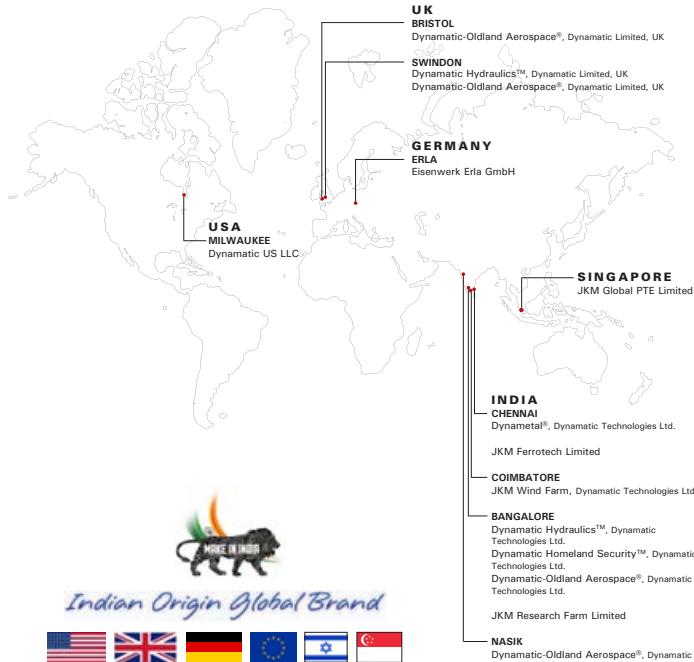 UK
BRISTOL
Dynamatic-Oldland Aerospace®, Dynamatic Limited, UK
SWINDON
Dynamatic Hydraulics™, Dynamatic Limited, UK
Dynamatic-Oldland Aerospace®, Dynamatic Limited, UK
GERMANY
ERLA
Eisenwerk Erla GmbH
USA
MILWAUKEE
Dynamatic US LLC
SINGAPORE
JKM Global PTE Limited
INDIA
CHENNAI
Dynametal®, Dynamatic Technologies Ltd.
JKM Ferrotech Limited
COIMBATORE
JKM Wind Farm, Dynamatic Technologies Ltd
BANGALORE
Dynamatic Hydraulics™, Dynamatic
Technologies Ltd.
Dynamatic Homeland Security™, Dynamatic
Technologies Ltd.
Dynamatic-Oldland Aerospace®, Dynamatic
Technologies Ltd.
JKM Research Farm Limited
NASIK
Dynamatic-Oldland Aerospace®, Dynamatic
MAKE IN INDIA
Indian Origin Global Brand